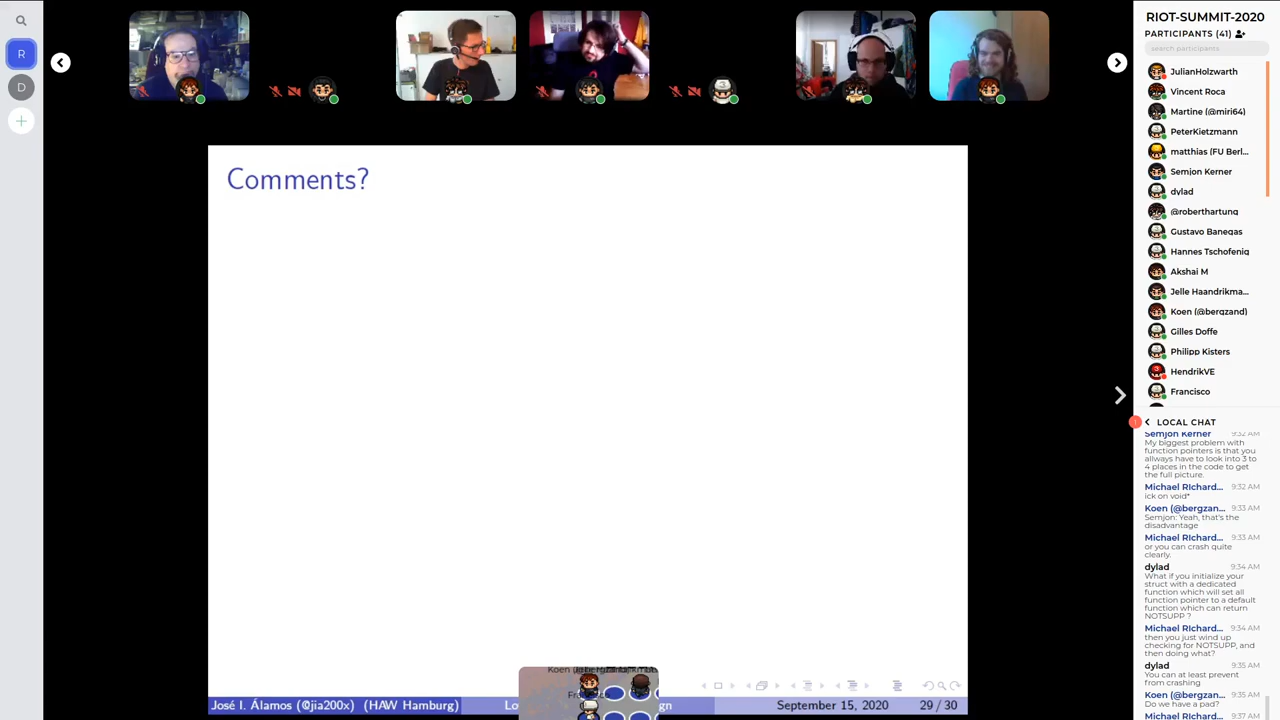 RIOT-SUMMIT-2020
PARTICIPANTS (41)
search participants
R
D
JulianHolzwarth
Vincent Roca
Martine (@miri64)
PeterKietzmann
matthias (FU Berl...
Semjon Kerner
dylad
@roberthartung
Gustavo Banegas
Hannes Tschofenig
Akshai M
Jelle Haandrikma...
Koen (@bergzand)
Gilles Doffe
Philipp Kisters
HendrikVE
Francisco
Comments?
LOCAL CHAT
Semjon Kerner 9:32 AM
My biggest problem with
function pointers is that you
allways have to look into 3 to
4 places in the code to get
the full picture.
Michael RIchard... 9:32 AM
ick on void*
Koen (@bergzan... 9:33 AM
Semjon: Yeah, that's the
disadvantage
Michael RIchard... 9:33 AM
or you can crash quite
clearly.
dylad 9:34 AM
What if you initialize your
struct with a dedicated
function which will set all
function pointer to a default
function which can return
NOTSUPP ?
Michael RIchard... 9:34 AM
then you just wind up
checking for NOTSUPP, and
then doing what?
dylad 9:35 AM
You can at least prevent
from crashing
Koen (@bergzan... 9:35 AM
Do we have a pad?
Michael RIchard... 9:37 AM
Francisco
José I. Álamos (@jia200x) (HAW Hamburg)
September 15, 2020 29 / 30